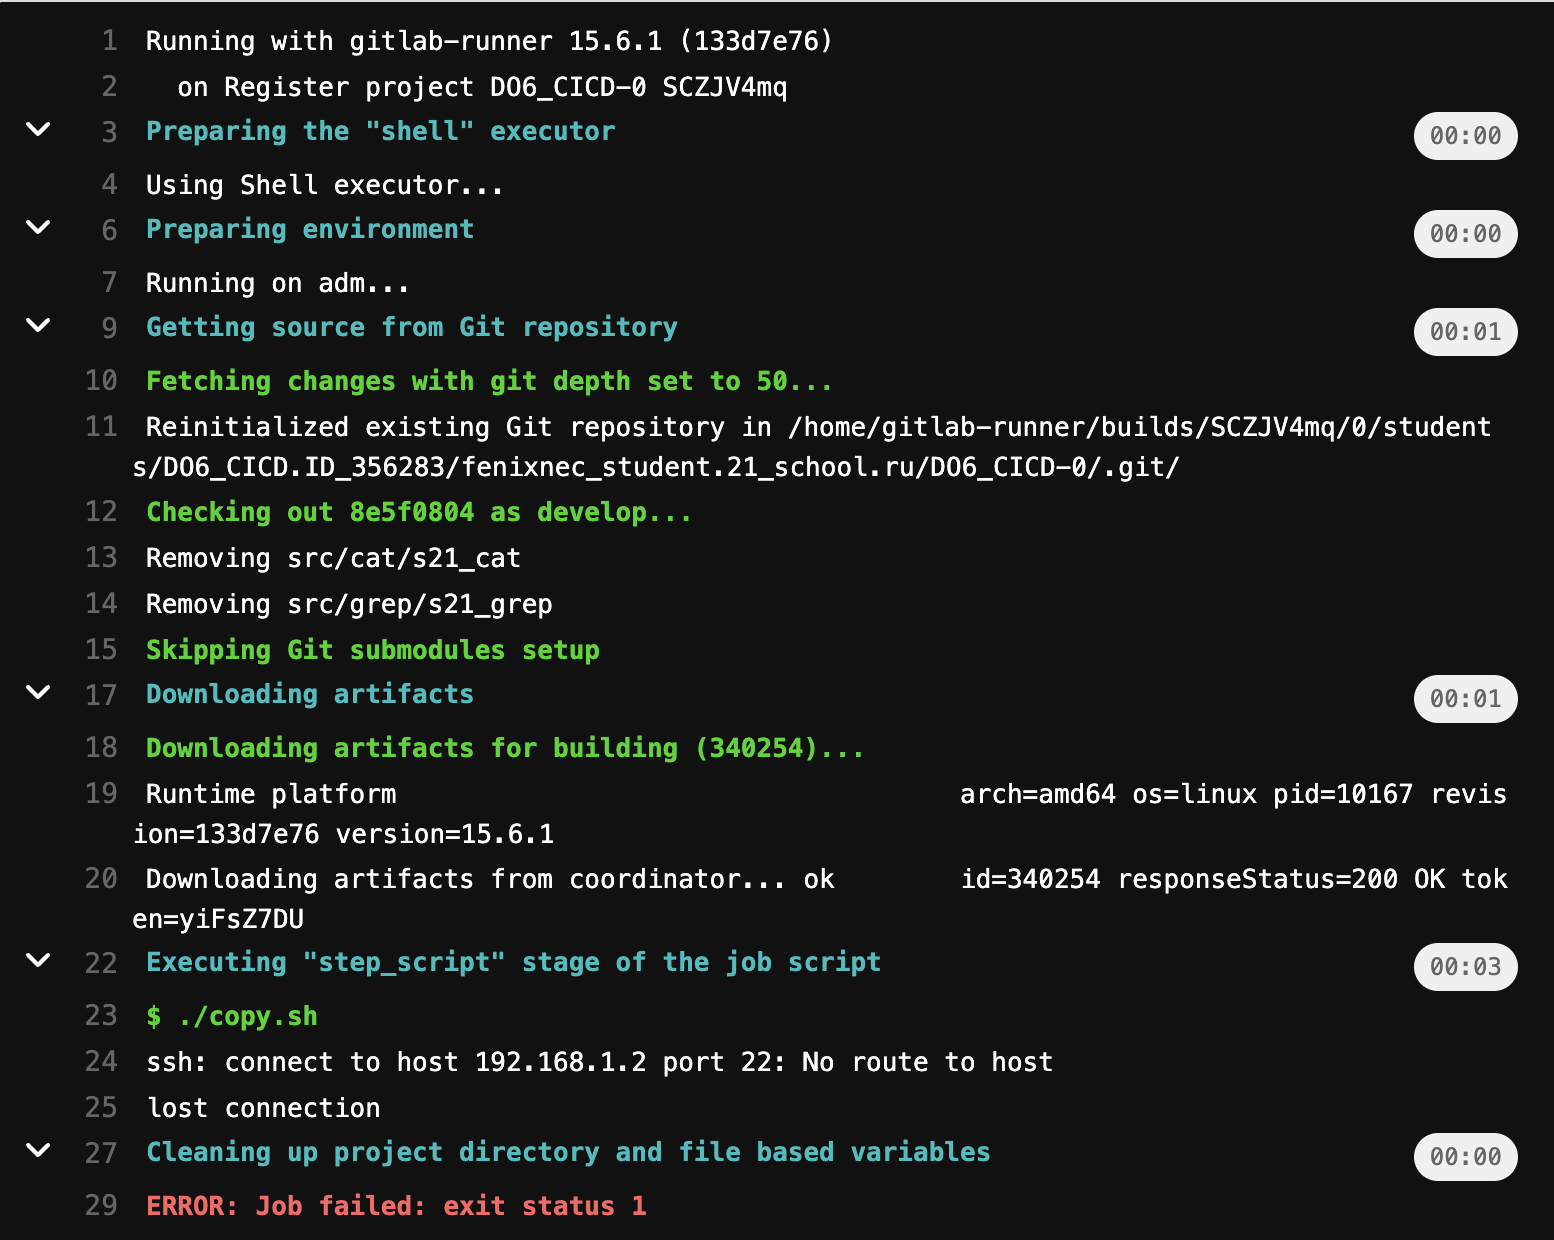 1 Running with gitlab-runner 15.6.1 (133d7e76)
2 on Register project DO6_CICD-0 SCZJV4mq
3 Preparing the "shell" executor 00:00
4 Using Shell executor...
6 Preparing environment 00:00
7 Running on adm...
9 Getting source from Git repository 00:01
10 Fetching changes with git depth set to 50...
11 Reinitialized existing Git repository in /home/gitlab-runner/builds/SCZJV4mq/0/student
s/DO6_CICD.ID_356283/fenixnec_student.21_school.ru/DO6_CICD-0/.git/
12 Checking out 8e5f0804 as develop...
13 Removing src/cat/s21_cat
14 Removing src/grep/s21_grep
15 Skipping Git submodules setup
17 Downloading artifacts 00:01
18 Downloading artifacts for building (340254)...
19 Runtime platform arch=amd64 os=linux pid=10167 revis
ion=133d7e76 version=15.6.1
20 Downloading artifacts from coordinator... ok id=340254 responseStatus=200 OK tok
en=yiFsZ7DU
22 Executing "step_script" stage of the job script 00:03
23 $ ./copy.sh
24 ssh: connect to host 192.168.1.2 port 22: No route to host
25 lost connection
27 Cleaning up project directory and file based variables 00:00
29 ERROR: Job failed: exit status 1